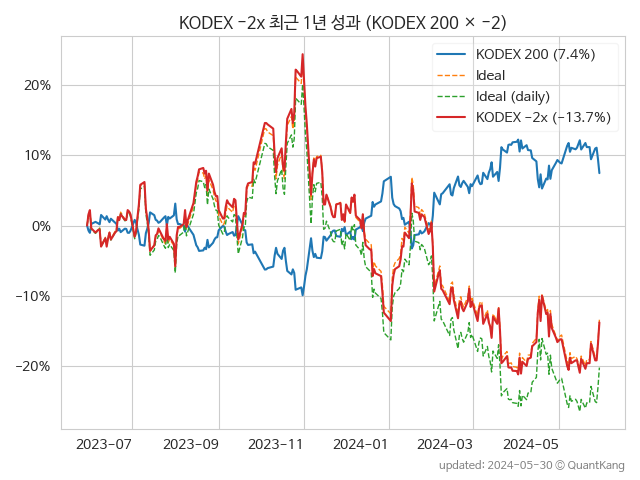 KODEX -2x 최근 1년 성과 (KODEX 200 × -2)
KODEX 200 (7.4%)
Ideal
Ideal (daily)
KODEX -2x (-13.7%)
20%
10%
0%
-10%
-20%
2023-07 2023-09 2023-11 2024-01 2024-03 2024-05
updated: 2024-05-30 © QuantKang